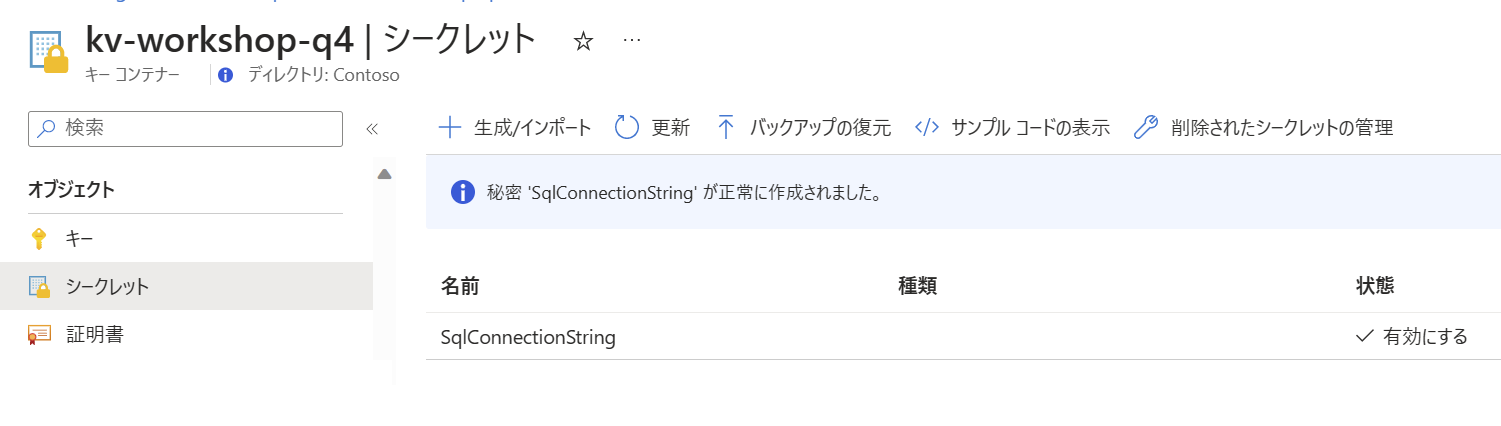 kv-workshop-q4 | シークレット ☆ …
キー コンテナー ディレクトリ: Contoso
検索 «
生成/インポート 更新 バックアップの復元 サンプル コードの表示 削除されたシークレットの管理
オブジェクト
秘密 'SqlConnectionString' が正常に作成されました。
キー
シークレット
証明書
名前 種類 状態
SqlConnectionString ✓ 有効にする